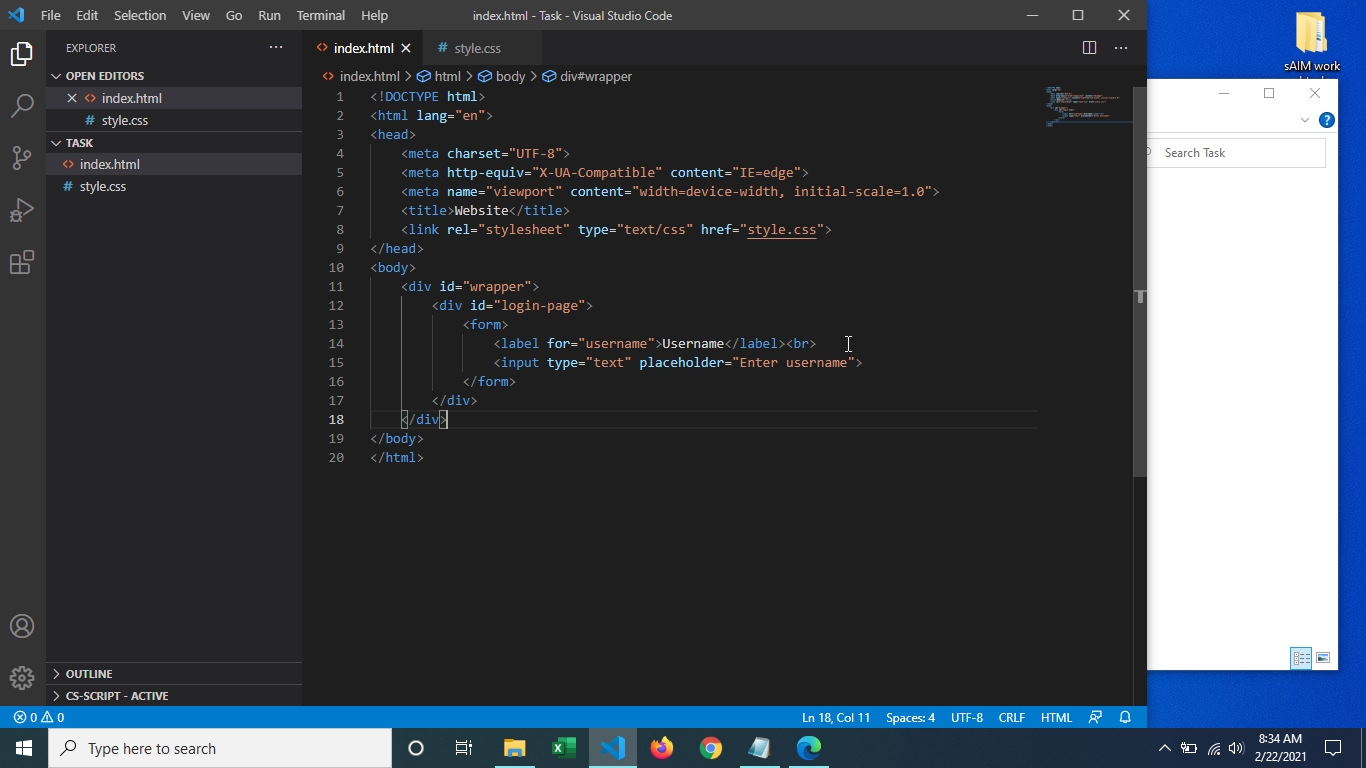 File Edit Selection View Go Run Terminal Help
index.html - Task - Visual Studio Code
EXPLORER
OPEN EDITORS
index.html
style.css
TASK
index.html
style.css
OUTLINE
CS-SCRIPT - ACTIVE
index.html
style.css
index.html > html > body > div#wrapper
1 <!DOCTYPE html>
2 <html lang="en">
3 <head>
4 <meta charset="UTF-8">
5 <meta http-equiv="X-UA-Compatible" content="IE=edge">
6 <meta name="viewport" content="width=device-width, initial-scale=1.0">
7 <title>Website</title>
8 <link rel="stylesheet" type="text/css" href="style.css">
9 </head>
10 <body>
11 <div id="wrapper">
12 <div id="login-page">
13 <form>
14 <label for="username">Username</label><br>
15 <input type="text" placeholder="Enter username">
16 </form>
17 </div>
18 </div>
19 </body>
20 </html>
0 0
Ln 18, Col 11 Spaces: 4 UTF-8 CRLF HTML
sAIM work
Search Task
Type here to search
8:34 AM
2/22/2021